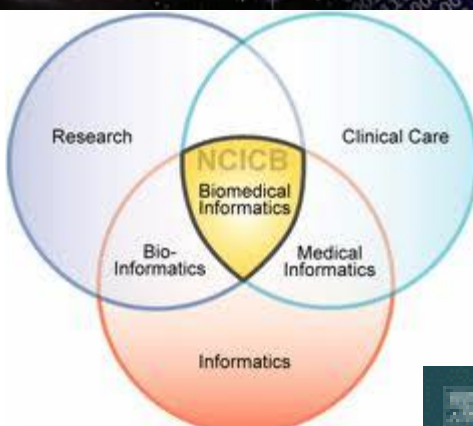 Research
Clinical Care
NCICB
Biomedical
Informatics
Bio-
Informatics
Medical
Informatics
Informatics